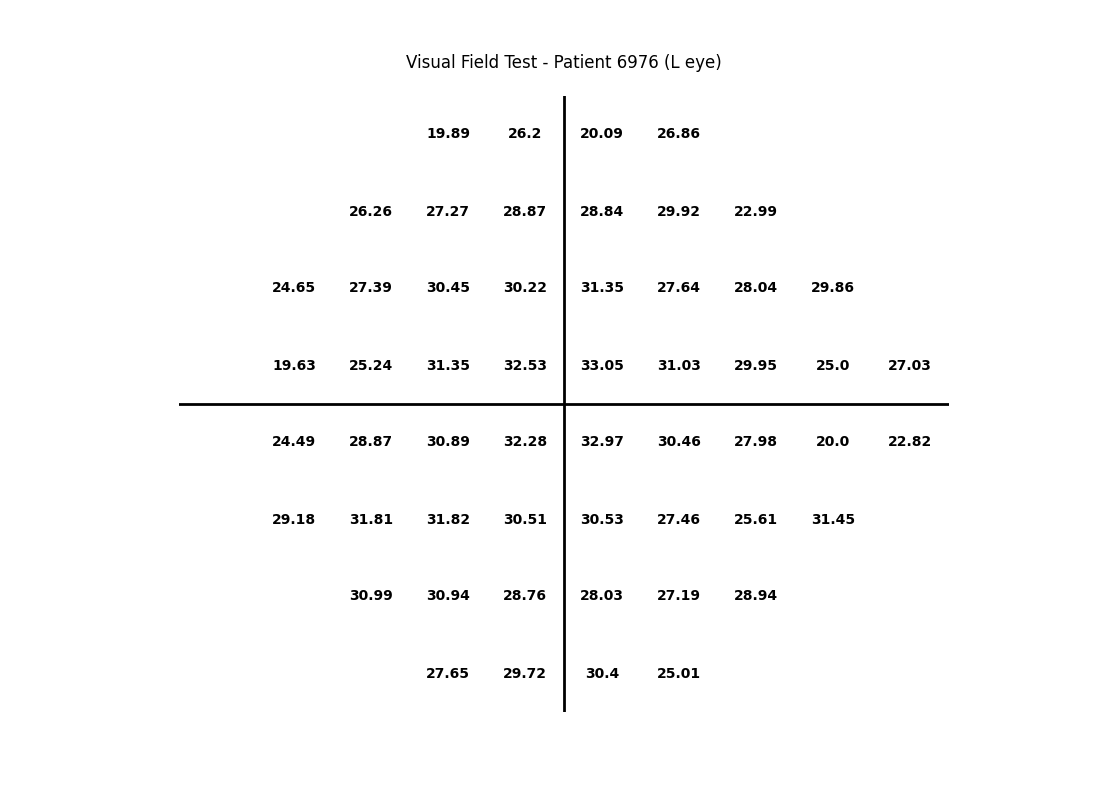 Visual Field Test - Patient 6976 (L eye)
19.89 26.2 20.09 26.86
26.26 27.27 28.87 28.84 29.92 22.99
24.65 27.39 30.45 30.22 31.35 27.64 28.04 29.86
19.63 25.24 31.35 32.53 33.05 31.03 29.95 25.0 27.03
24.49 28.87 30.89 32.28 32.97 30.46 27.98 20.0 22.82
29.18 31.81 31.82 30.51 30.53 27.46 25.61 31.45
30.99 30.94 28.76 28.03 27.19 28.94
27.65 29.72 30.4 25.01